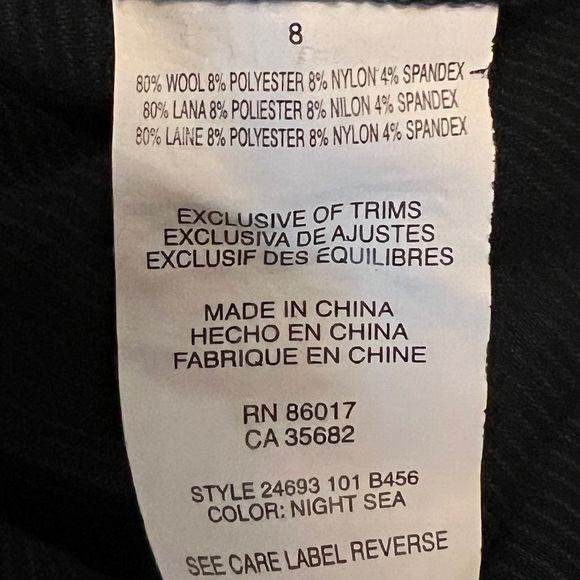 8
80% WOOL 8% POLYESTER 8% NYLON 4% SPANDEX
80% LANA 8% POLIESTER 8% NILON 4% SPANDEX
80% LAINE 8% POLYESTER 8% NYLON 4% SPANDEX
EXCLUSIVE OF TRIMS
EXCLUSIVA DE AJUSTES
EXCLUSIF DES EQUILIBRES
MADE IN CHINA
HECHO EN CHINA
FABRIQUE EN CHINE
RN 86017
CA 35682
STYLE 24693 101 B456
COLOR: NIGHT SEA
SEE CARE LABEL REVERSE